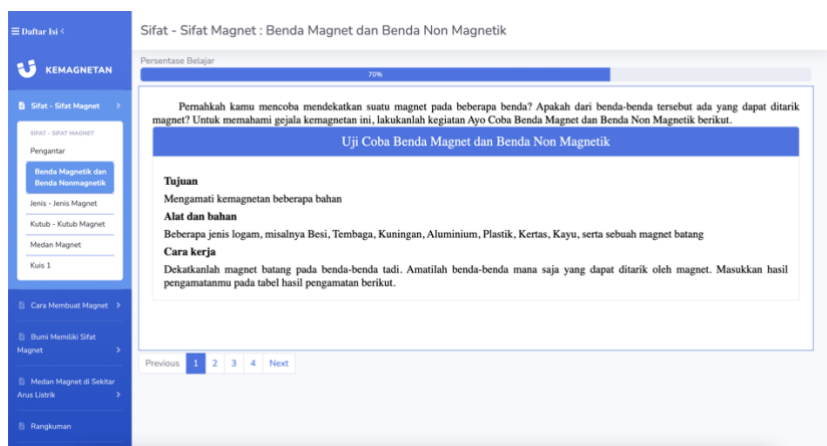 Daftar Isi <
KEMAGNETAN
Sifat - Sifat Magnet >
SIFAT - SIFAT MAGNET
Pengantar
Benda Magnetik dan
Benda Nonmagnetik
Jenis - Jenis Magnet
Kutub - Kutub Magnet
Medan Magnet
Kuis 1
Cara Membuat Magnet >
Bumi Memiliki Sifat
Magnet >
Medan Magnet di Sekitar
Arus Listrik >
Rangkuman
Sifat - Sifat Magnet : Benda Magnet dan Benda Non Magnetik
Persentase Belajar
70%
Pernahkah kamu mencoba mendekatkan suatu magnet pada beberapa benda? Apakah dari benda-benda tersebut ada yang dapat ditarik
magnet? Untuk memahami gejala kemagnetan ini, lakukanlah kegiatan Ayo Coba Benda Magnet dan Benda Non Magnetik berikut.
Uji Coba Benda Magnet dan Benda Non Magnetik
Tujuan
Mengamati kemagnetan beberapa bahan
Alat dan bahan
Beberapa jenis logam, misalnya Besi, Tembaga, Kuningan, Aluminium, Plastik, Kertas, Kayu, serta sebuah magnet batang
Cara kerja
Dekatkanlah magnet batang pada benda-benda tadi. Amatilah benda-benda mana saja yang dapat ditarik oleh magnet. Masukkan hasil
pengamatanmu pada tabel hasil pengamatan berikut.
Previous 1 2 3 4 Next